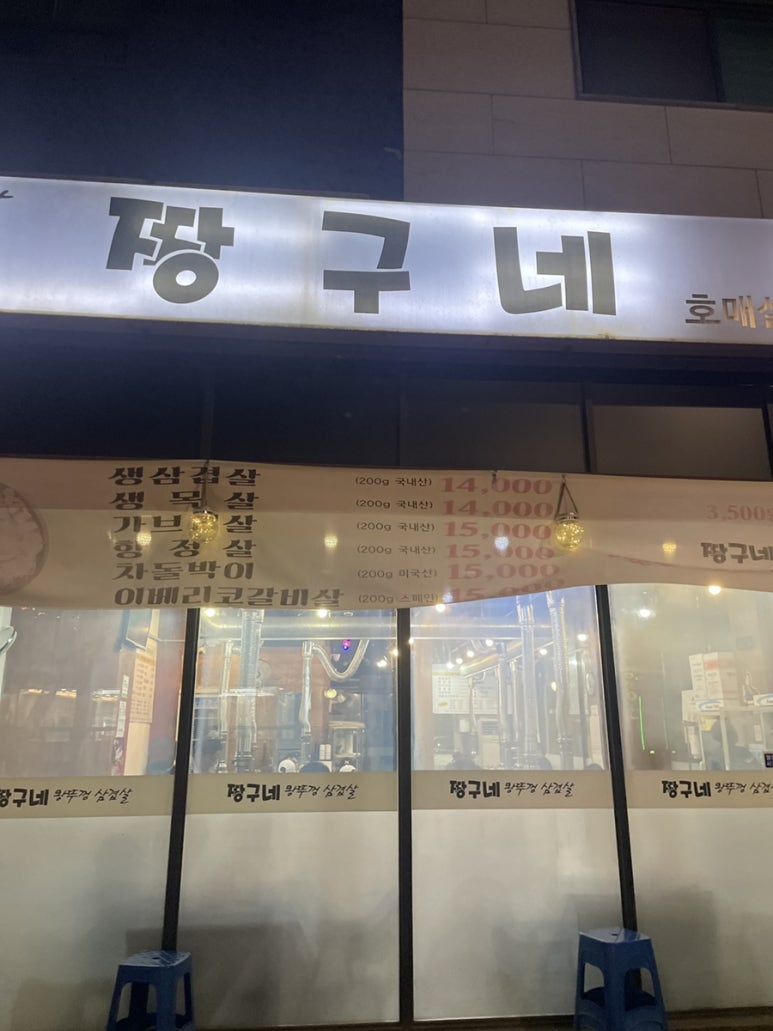 짱구네
호매실
생삼겹살 (200g 국내산) 14,000
생목살 (200g 국내산) 14,000
가브리살 (200g 국내산) 15,000
항정살 (200g 국내산) 15,000
차돌박이 (200g 미국산) 15,000
이베리코갈비살 (200g 스페인) 15,000
3,500
짱구네
짱구네 왕뚜껑 삼겹살
짱구네 왕뚜껑 삼겹살
짱구네 왕뚜껑 삼겹살
짱구네 왕뚜껑